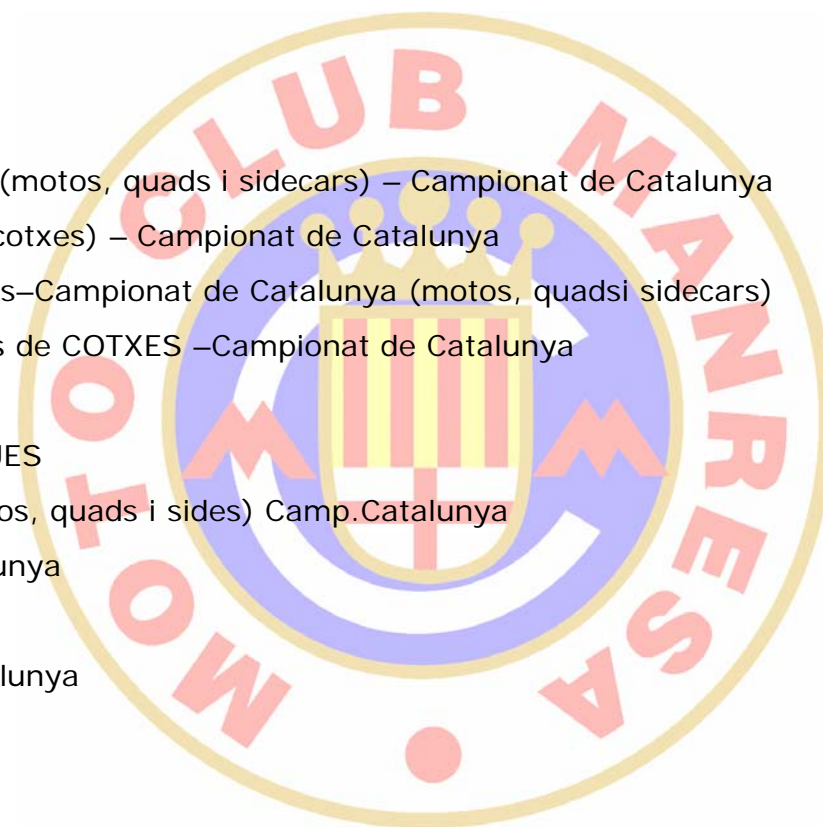 MOTO CLUB MANRESA
(motos, quads i sidecars) – Campionat de Catalunya
cotxes) – Campionat de Catalunya
s–Campionat de Catalunya (motos, quadsi sidecars)
s de COTXES –Campionat de Catalunya
UES
os, quads i sides) Camp.Catalunya
unya
lunya